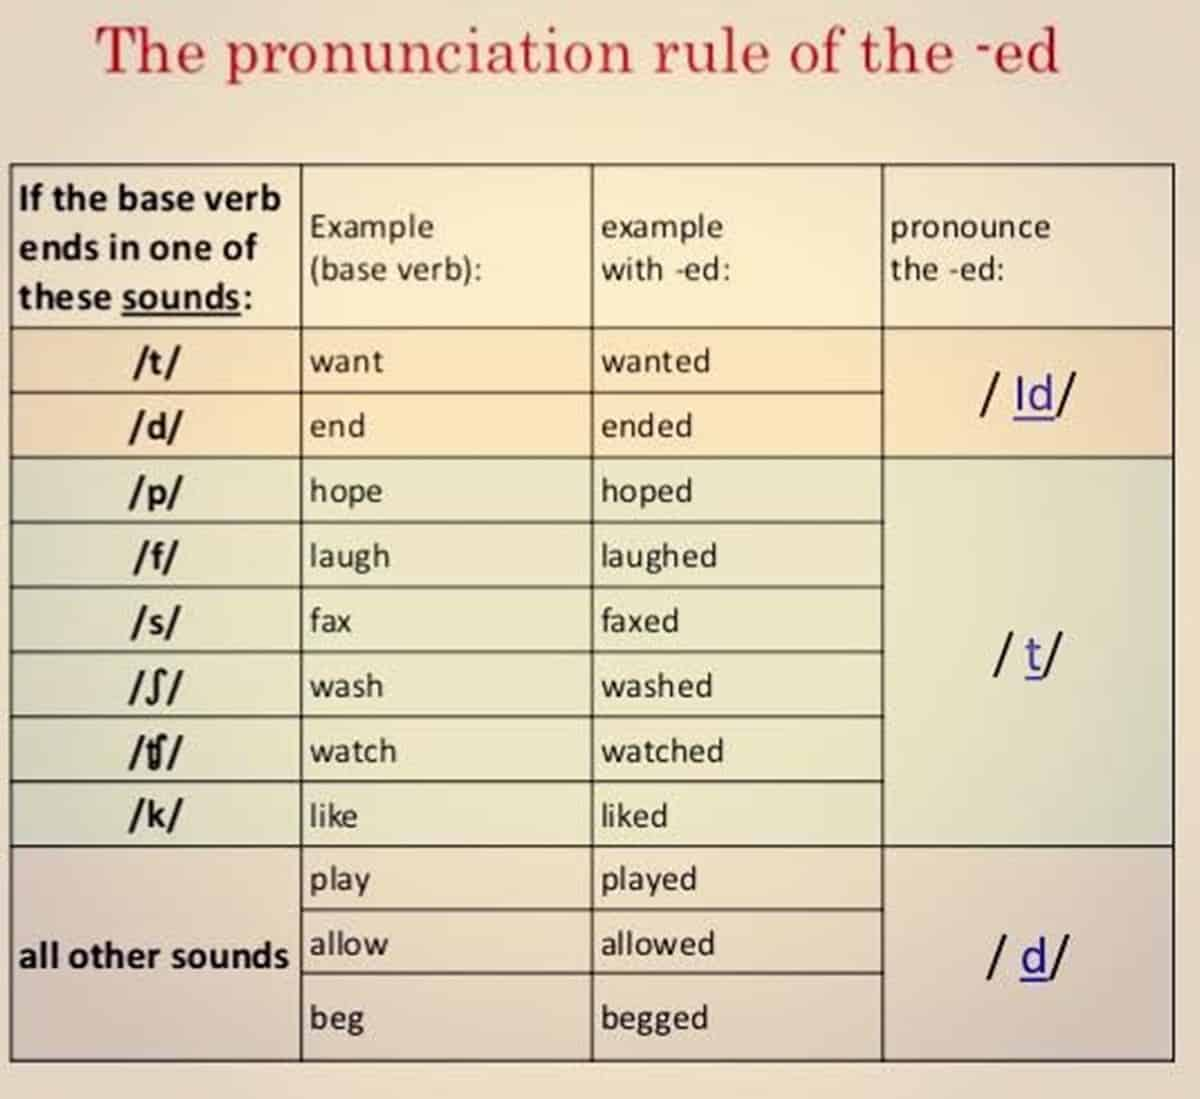 The pronunciation rule of the -ed
If the base verb
ends in one of
these sounds:
Example
(base verb):
example
with -ed:
pronounce
the -ed:
/t/
want
wanted
/ Id/
/d/
end
ended
/p/
hope
hoped
/f/
laugh
laughed
/s/
fax
faxed
/ t/
/ʃ/
wash
washed
/ʧ/
watch
watched
/k/
like
liked
all other sounds
play
played
allow
allowed
/ d/
beg
begged